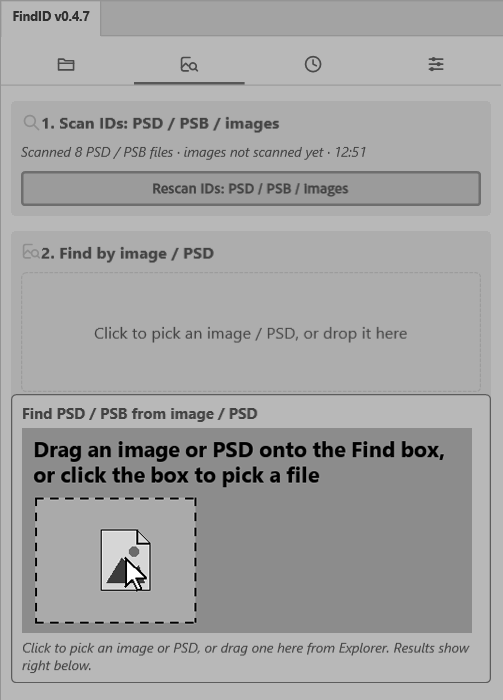 FindID v0.4.7
1. Scan IDs: PSD / PSB / images
Scanned 8 PSD / PSB files · images not scanned yet · 12:51
Rescan IDs: PSD / PSB / images
2. Find by image / PSD
Click to pick an image / PSD, or drop it here
Find PSD / PSB from image / PSD
Drag an image or PSD onto the Find box,
or click the box to pick a file
Click to pick an image or PSD, or drag one here from Explorer. Results show
right below.